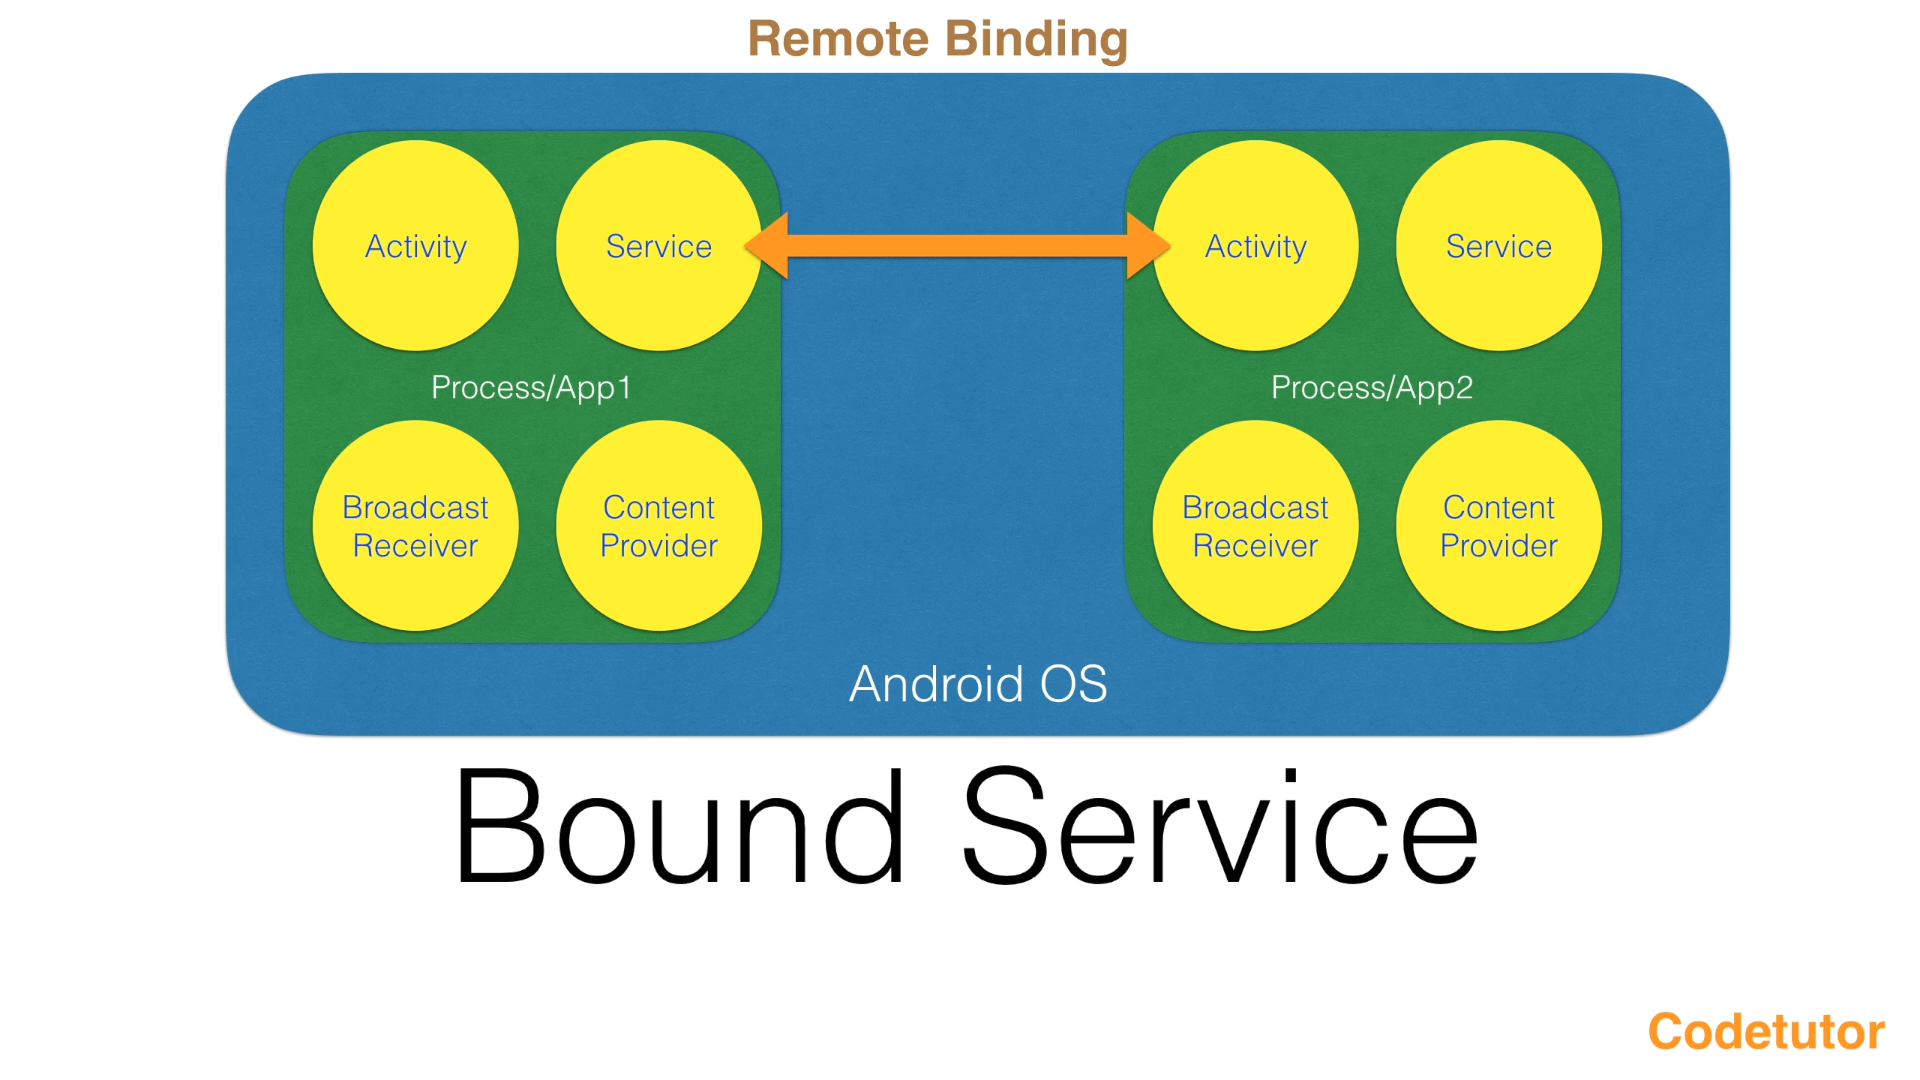 Remote Binding
Activity
Service
Process/App1
Broadcast
Receiver
Content
Provider
Activity
Service
Process/App2
Broadcast
Receiver
Content
Provider
Android OS
Bound Service
Codetutor